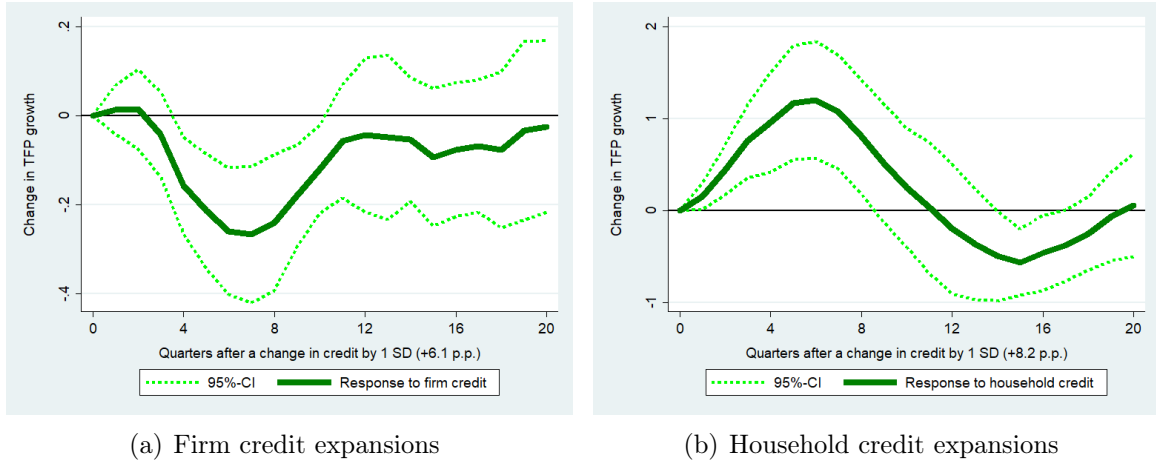 Change in TFP growth
.2
0
-.2
-.4
0
4
8
12
16
20
Quarters after a change in credit by 1 SD (+6.1 p.p.)
95%-CI
Response to firm credit
(a) Firm credit expansions
Change in TFP growth
2
1
0
-1
0
4
8
12
16
20
Quarters after a change in credit by 1 SD (+8.2 p.p.)
95%-CI
Response to household credit
(b) Household credit expansions